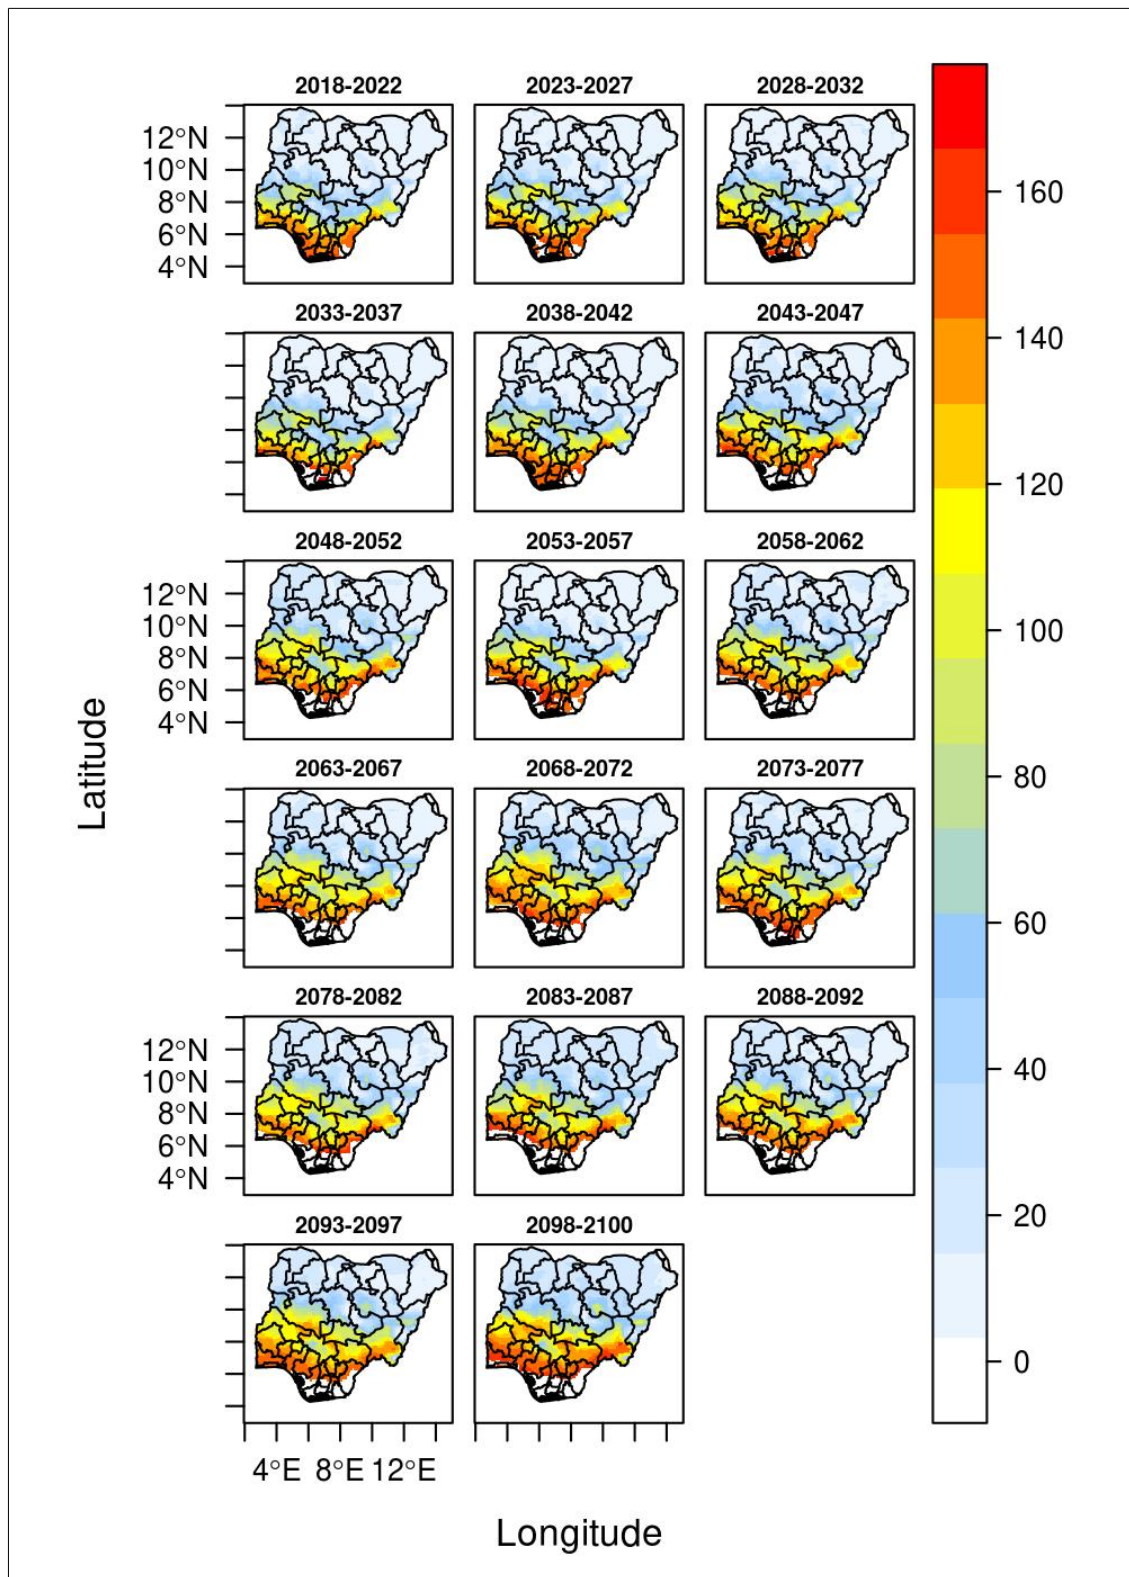 2018-2022 2023-2027 2028-2032
12°N
10°N
8°N
6°N
4°N
2033-2037 2038-2042 2043-2047
2048-2052 2053-2057 2058-2062
12°N
10°N
8°N
6°N
4°N
2063-2067 2068-2072 2073-2077
2078-2082 2083-2087 2088-2092
12°N
10°N
8°N
6°N
4°N
2093-2097 2098-2100
4°E 8°E 12°E
Latitude
Longitude
160
140
120
100
80
60
40
20
0